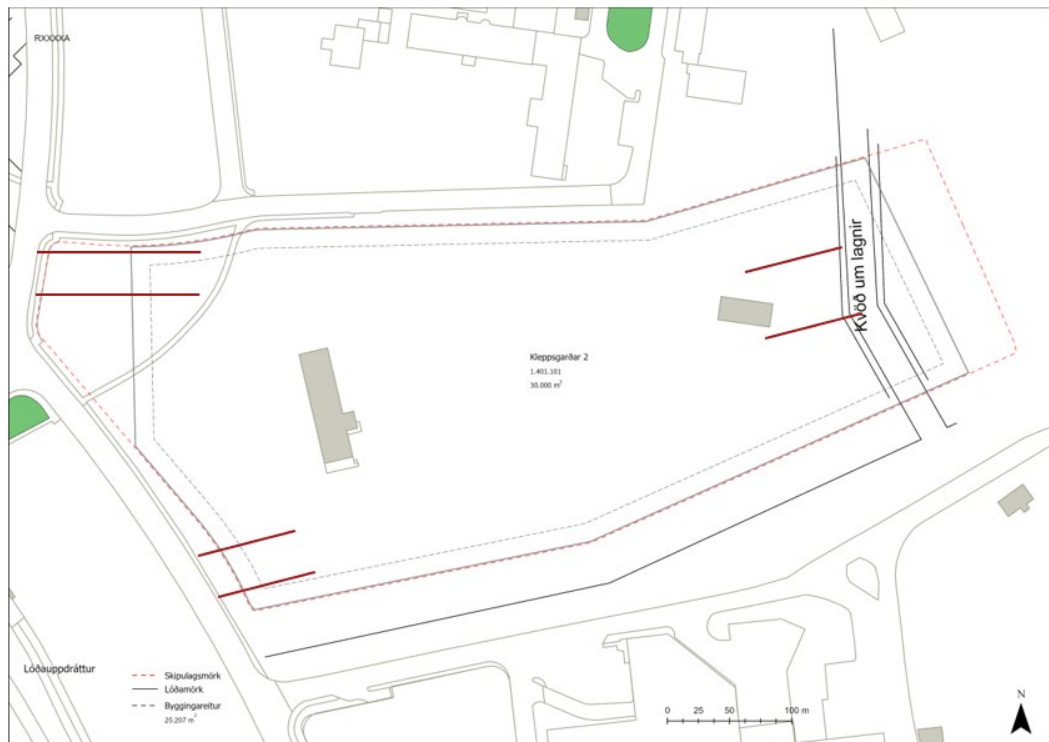 RXXXXA
Kvöð um lagnir
Kleppsgarðar 2
1.401.101
30.000 m²
Lóðauppdráttur
Skipulagsmörk
Lóðamörk
Byggingareitur
25.207 m²
N
0 25 50 100 m